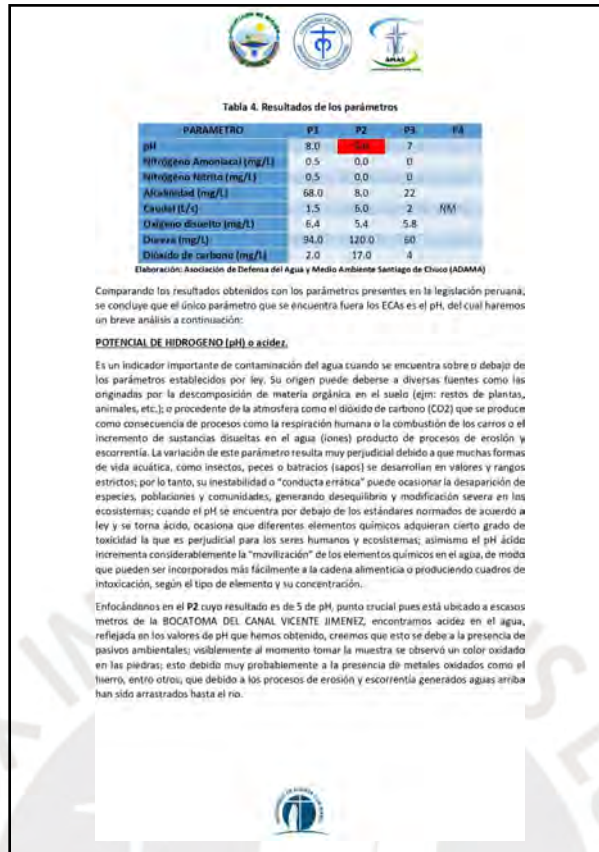 AMAS
Tabla 4. Resultados de los parámetros
PARAMETRO P1 P2 P3 P4
pH 8.0 5.0 7
Nitrógeno Amoniacal (mg/L) 0.5 0.0 0
Nitrógeno Nitrito (mg/L) 0.5 0.0 0
Alcalinidad (mg/L) 68.0 8.0 22
Caudal (L/s) 1.5 6.0 2 NM
Oxígeno disuelto (mg/L) 6.4 5.4 5.8
Dureza (mg/L) 94.0 120.0 60
Dióxido de carbono (mg/L) 2.0 17.0 4
Elaboración: Asociación de Defensa del Agua y Medio Ambiente Santiago de Chuco (ADAMA)
Comparando los resultados obtenidos con los parámetros presentes en la legislación peruana,
se concluye que el único parámetro que se encuentra fuera los ECAs es el pH, del cual haremos
un breve análisis a continuación:
POTENCIAL DE HIDROGENO (pH) o acidez.
Es un indicador importante de contaminación del agua cuando se encuentra sobre o debajo de
los parámetros establecidos por ley. Su origen puede deberse a diversas fuentes como las
originadas por la descomposición de materia orgánica en el suelo (ejm: restos de plantas,
animales, etc.); o procedente de la atmosfera como el dióxido de carbono (CO2) que se produce
como consecuencia de procesos como la respiración humana o la combustión de los carros o el
incremento de sustancias disueltas en el agua (iones) producto de procesos de erosión y
escorrentía. La variación de este parámetro resulta muy perjudicial debido a que muchas formas
de vida acuática, como insectos, peces o batracios (sapos) se desarrollan en valores y rangos
estrictos; por lo tanto, su inestabilidad o "conducta errática" puede ocasionar la desaparición de
especies, poblaciones y comunidades, generando desequilibrio y modificación severa en los
ecosistemas; cuando el pH se encuentra por debajo de los estándares normados de acuerdo a
ley y se torna ácido, ocasiona que diferentes elementos químicos adquieran cierto grado de
toxicidad la que es perjudicial para los seres humanos y ecosistemas; asimismo el pH ácido
incrementa considerablemente la "movilización" de los elementos químicos en el agua, de modo
que pueden ser incorporados más fácilmente a la cadena alimenticia o produciendo cuadros de
intoxicación, según el tipo de elemento y su concentración.
Enfocándonos en el P2 cuyo resultado es de 5 de pH, punto crucial pues está ubicado a escasos
metros de la BOCATOMA DEL CANAL VICENTE JIMENEZ, encontramos acidez en el agua,
reflejada en los valores de pH que hemos obtenido, creemos que esto se debe a la presencia de
pasivos ambientales; visiblemente al momento tomar la muestra se observó un color oxidado
en las piedras; esto debido muy probablemente a la presencia de metales oxidados como el
hierro, entro otros, que debido a los procesos de erosión y escorrentía generados aguas arriba
han sido arrastrados hasta el rio.